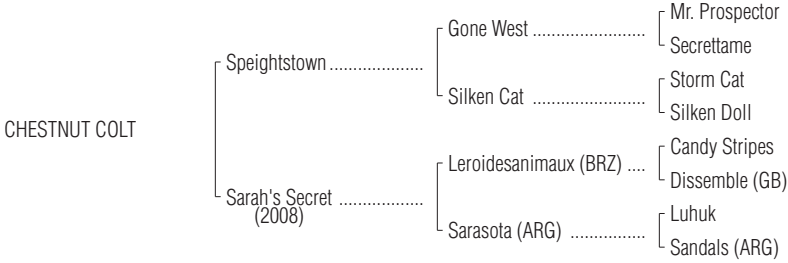 Mr. Prospector
Gone West ........................
Secrettame
Speightstown ....................
Storm Cat
Silken Cat ........................
Silken Doll
CHESTNUT COLT
Candy Stripes
Leroidesanimaux (BRZ) ....
Dissemble (GB)
Sarah's Secret ..................
(2008)
Luhuk
Sarasota (ARG) ................
Sandals (ARG)